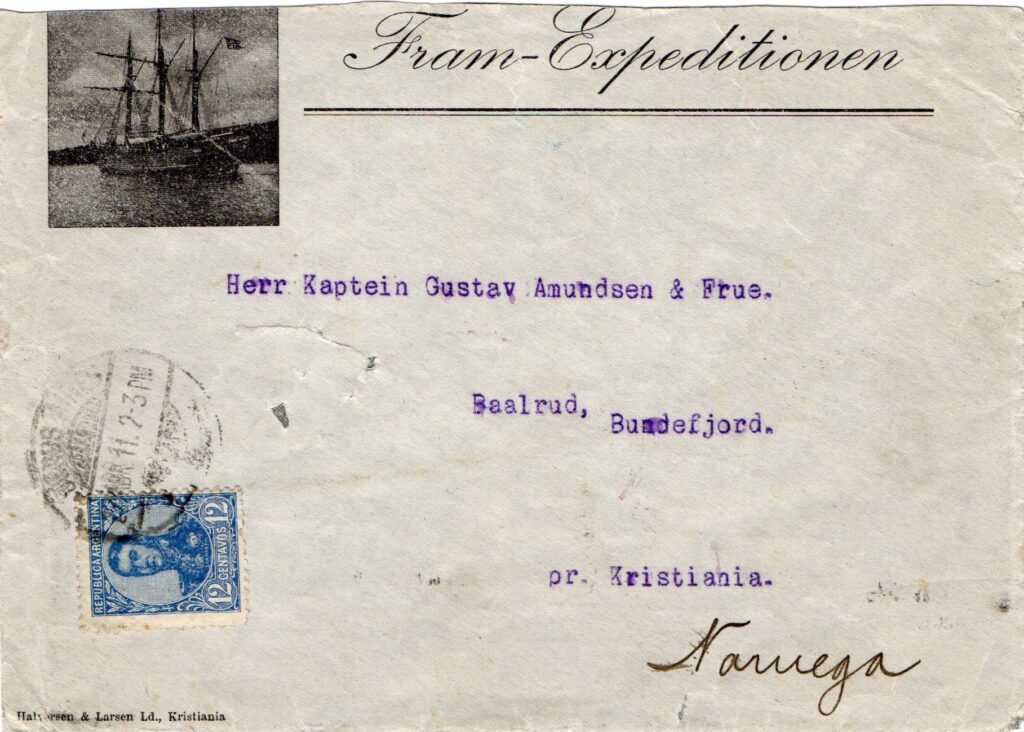 Fram-Expeditionen
Herr Kaptein Gustav Amundsen & Frue.
Baalrud,
Bundefjord.
pr. Kristiania.
Noruega
ABR 11. 2-3 PM
REPUBLICA ARGENTINA
12
CENTAVOS
12
Halvorsen & Larsen Ld., Kristiania